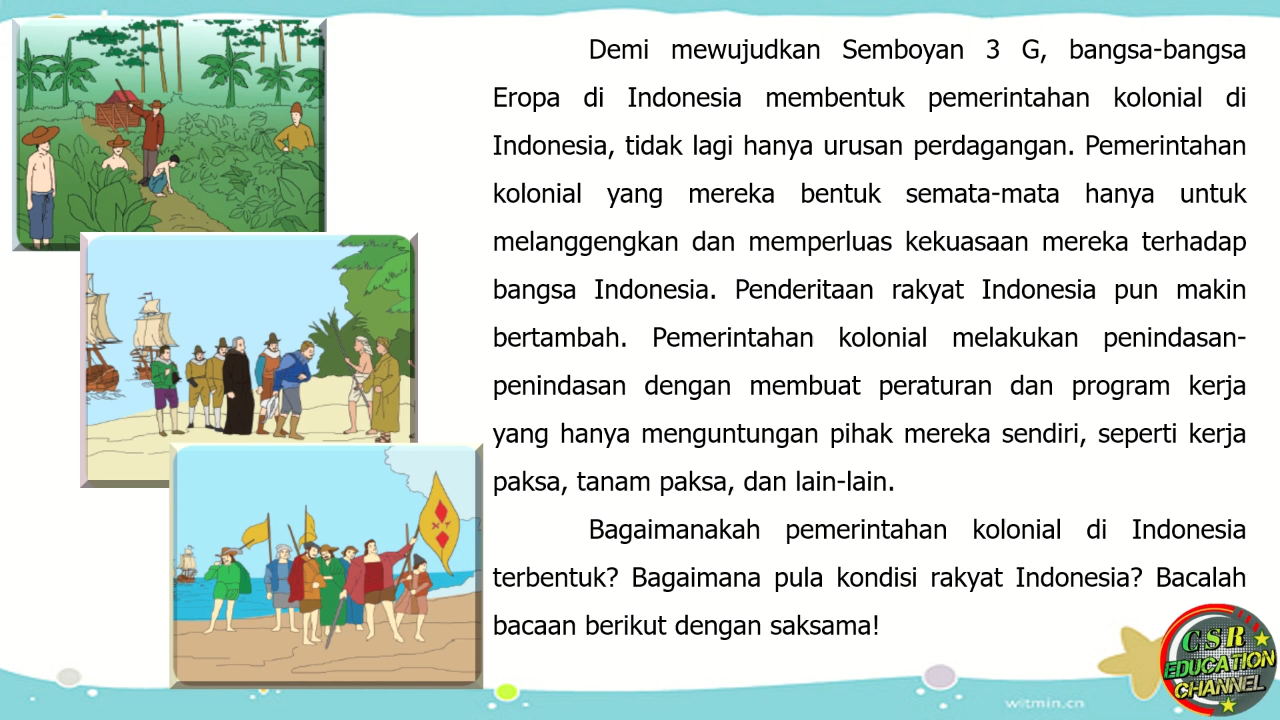 Demi mewujudkan Semboyan 3 G, bangsa-bangsa
Eropa di Indonesia membentuk pemerintahan kolonial di
Indonesia, tidak lagi hanya urusan perdagangan. Pemerintahan
kolonial yang mereka bentuk semata-mata hanya untuk
melanggengkan dan memperluas kekuasaan mereka terhadap
bangsa Indonesia. Penderitaan rakyat Indonesia pun makin
bertambah. Pemerintahan kolonial melakukan penindasan-
penindasan dengan membuat peraturan dan program kerja
yang hanya menguntungan pihak mereka sendiri, seperti kerja
paksa, tanam paksa, dan lain-lain.
Bagaimanakah pemerintahan kolonial di Indonesia
terbentuk? Bagaimana pula kondisi rakyat Indonesia? Bacalah
bacaan berikut dengan saksama!
CSR
EDUCATION
CHANNEL
witmin.cn